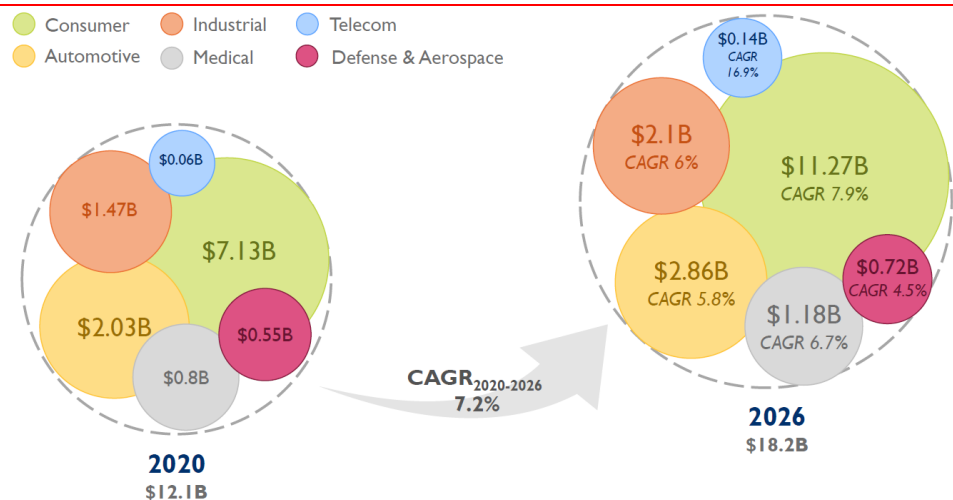 Consumer
Industrial
Telecom
Automotive
Medical
Defense & Aerospace
$0.06B
$1.47B
$7.13B
$2.03B
$0.55B
$0.8B
2020
$12.1B
CAGR2020-2026
7.2%
$0.14B
CAGR
16.9%
$2.1B
CAGR 6%
$11.27B
CAGR 7.9%
$2.86B
CAGR 5.8%
$0.72B
CAGR 4.5%
$1.18B
CAGR 6.7%
2026
$18.2B